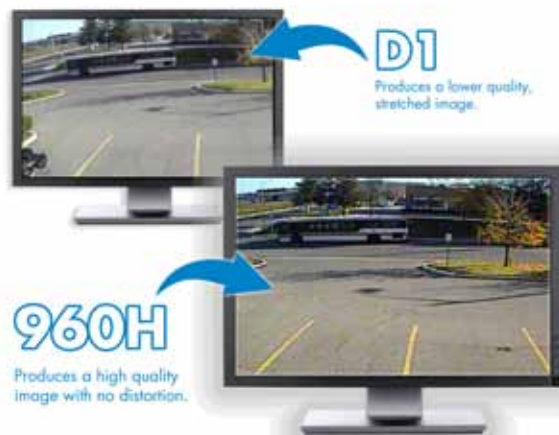 D1
Produces a lower quality,
stretched image.
960H
Produces a high quality
image with no distortion.